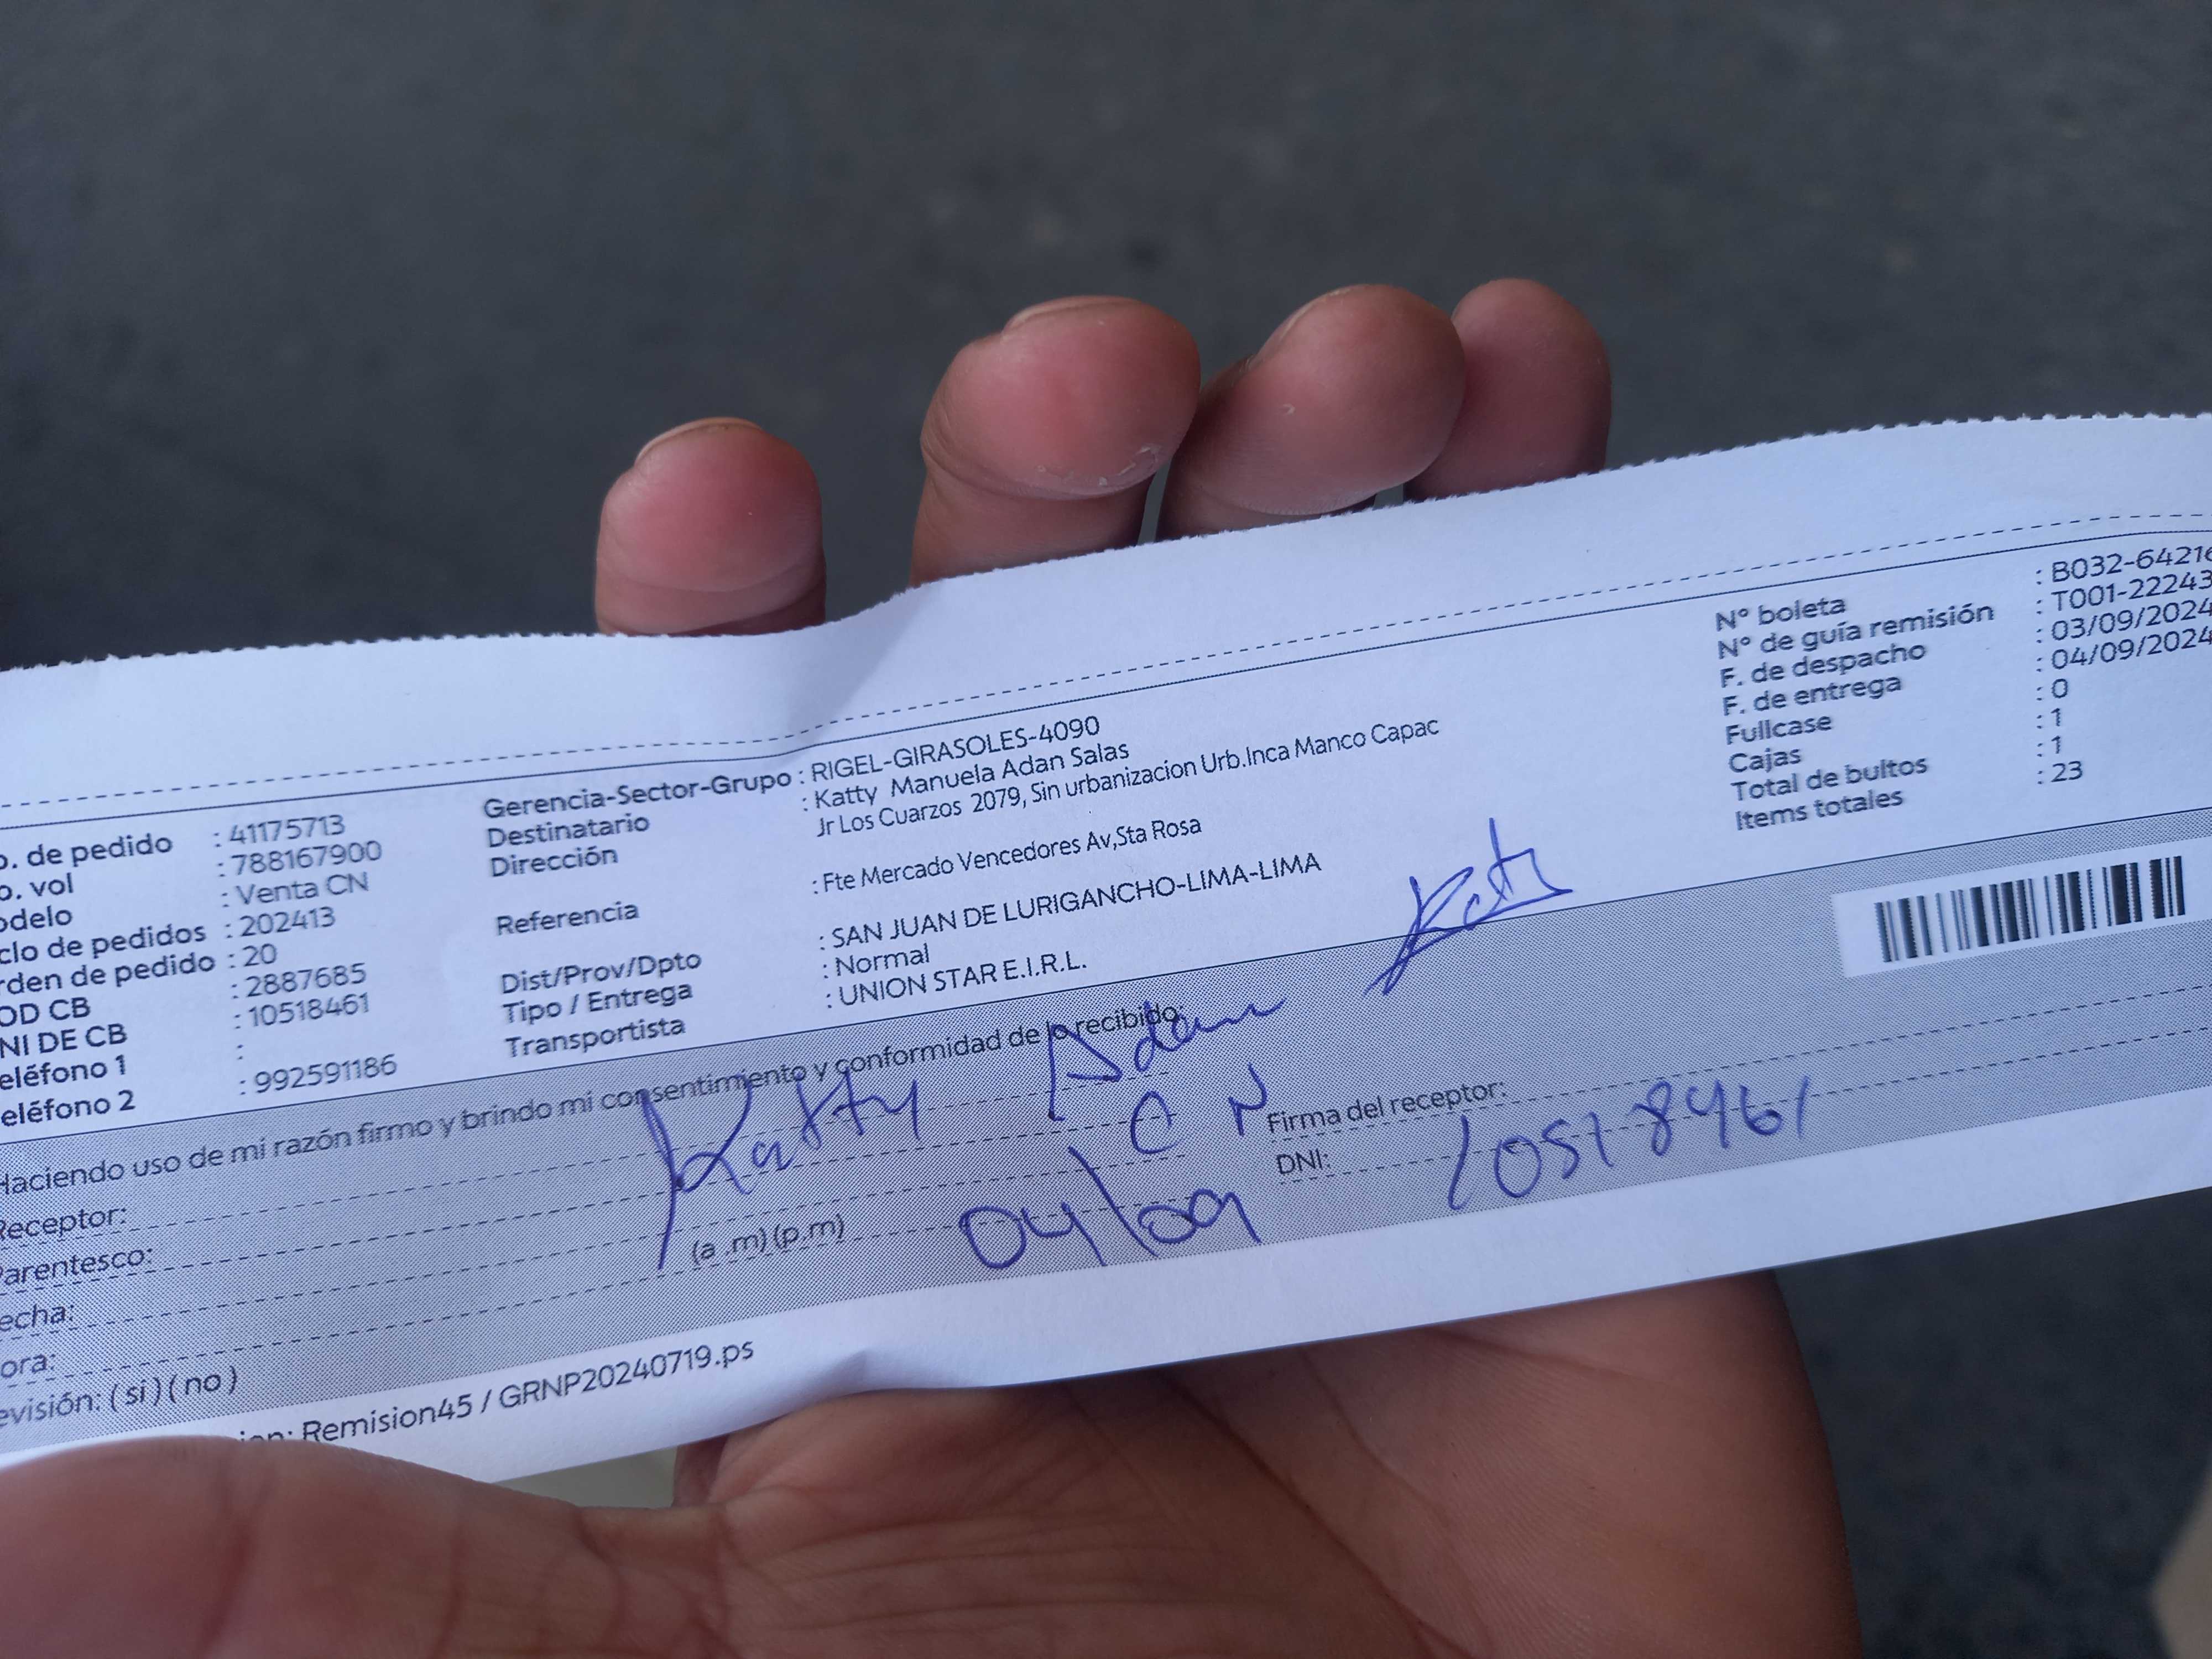 o. de pedido : 41175713
o. vol : 788167900
odelo : Venta CN
clo de pedidos : 202413
rden de pedido : 20
OD CB : 2887685
NI DE CB : 10518461
eléfono 1 :
eléfono 2 : 992591186
Gerencia-Sector-Grupo : RIGEL-GIRASOLES-4090
Destinatario : Katty Manuela Adan Salas
Dirección Jr Los Cuarzos 2079, Sin urbanizacion Urb.Inca Manco Capac
Referencia : Fte Mercado Vencedores Av,Sta Rosa
Dist/Prov/Dpto : SAN JUAN DE LURIGANCHO-LIMA-LIMA
Tipo / Entrega : Normal
Transportista : UNION STAR E.I.R.L.
N° boleta : B032-64216
N° de guía remisión : T001-22243
F. de despacho : 03/09/2024
F. de entrega : 04/09/2024
Fullcase : 0
Cajas : 1
Total de bultos : 1
Items totales : 23
Haciendo uso de mi razón firmo y brindo mi consentimiento y conformidad de lo recibido:
Receptor: Katty Adan
Firma del receptor: Katy
Parentesco: C N
DNI: 10518461
echa: 04/09
ora: (a .m) (p.m)
evisión: ( si ) ( no )
ion: Remision45 / GRNP20240719.ps